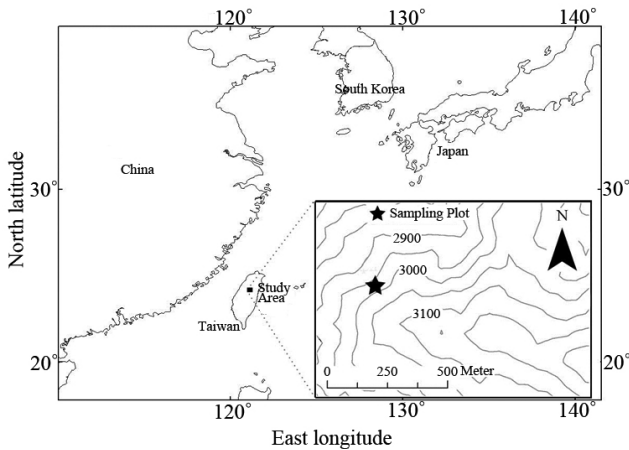 120° 130° 140°
South Korea
Japan
China
30° 30°
North latitude
Sampling Plot
N
2900
3000
3100
Study
Area
Taiwan
20° 20°
0 250 500 Meter
120° 130° 140°
East longitude